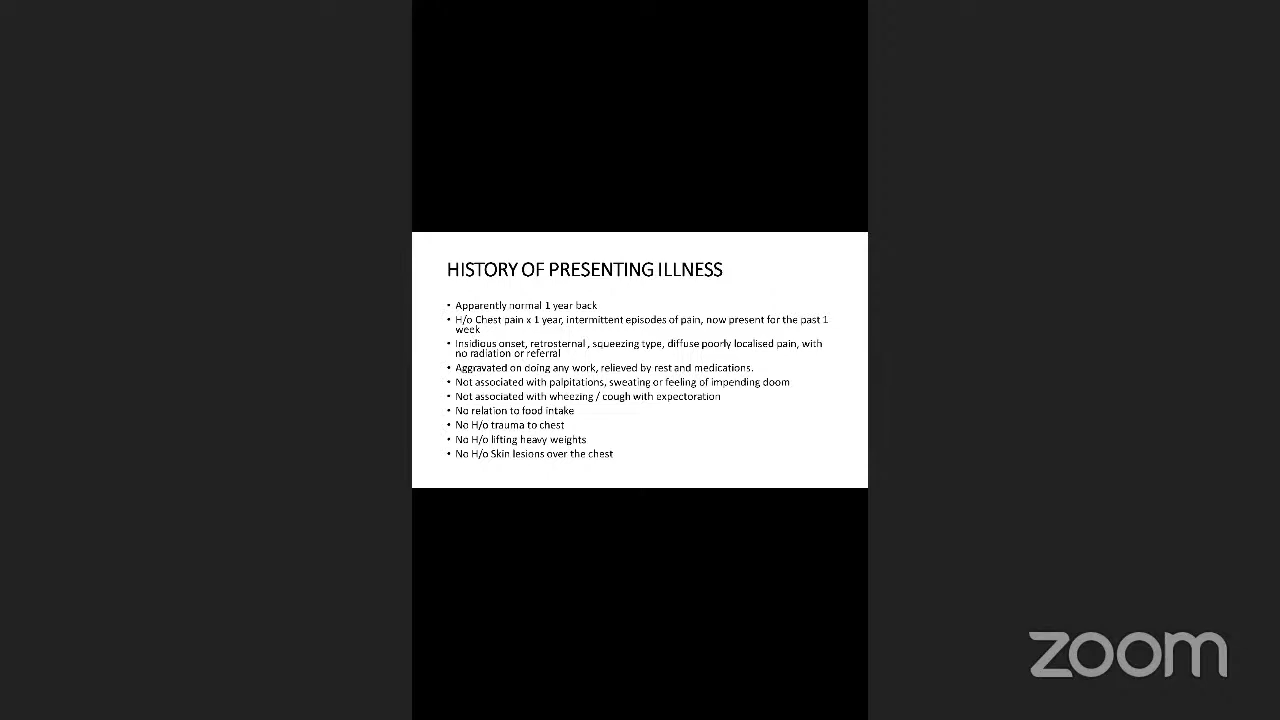 HISTORY OF PRESENTING ILLNESS
• Apparently normal 1 year back
• H/o Chest pain x 1 year, intermittent episodes of pain, now present for the past 1
week
• Insidious onset, retrosternal , squeezing type, diffuse poorly localised pain, with
no radiation or referral
• Aggravated on doing any work, relieved by rest and medications.
• Not associated with palpitations, sweating or feeling of impending doom
• Not associated with wheezing / cough with expectoration
• No relation to food intake
• No H/o trauma to chest
• No H/o lifting heavy weights
• No H/o Skin lesions over the chest
zoom